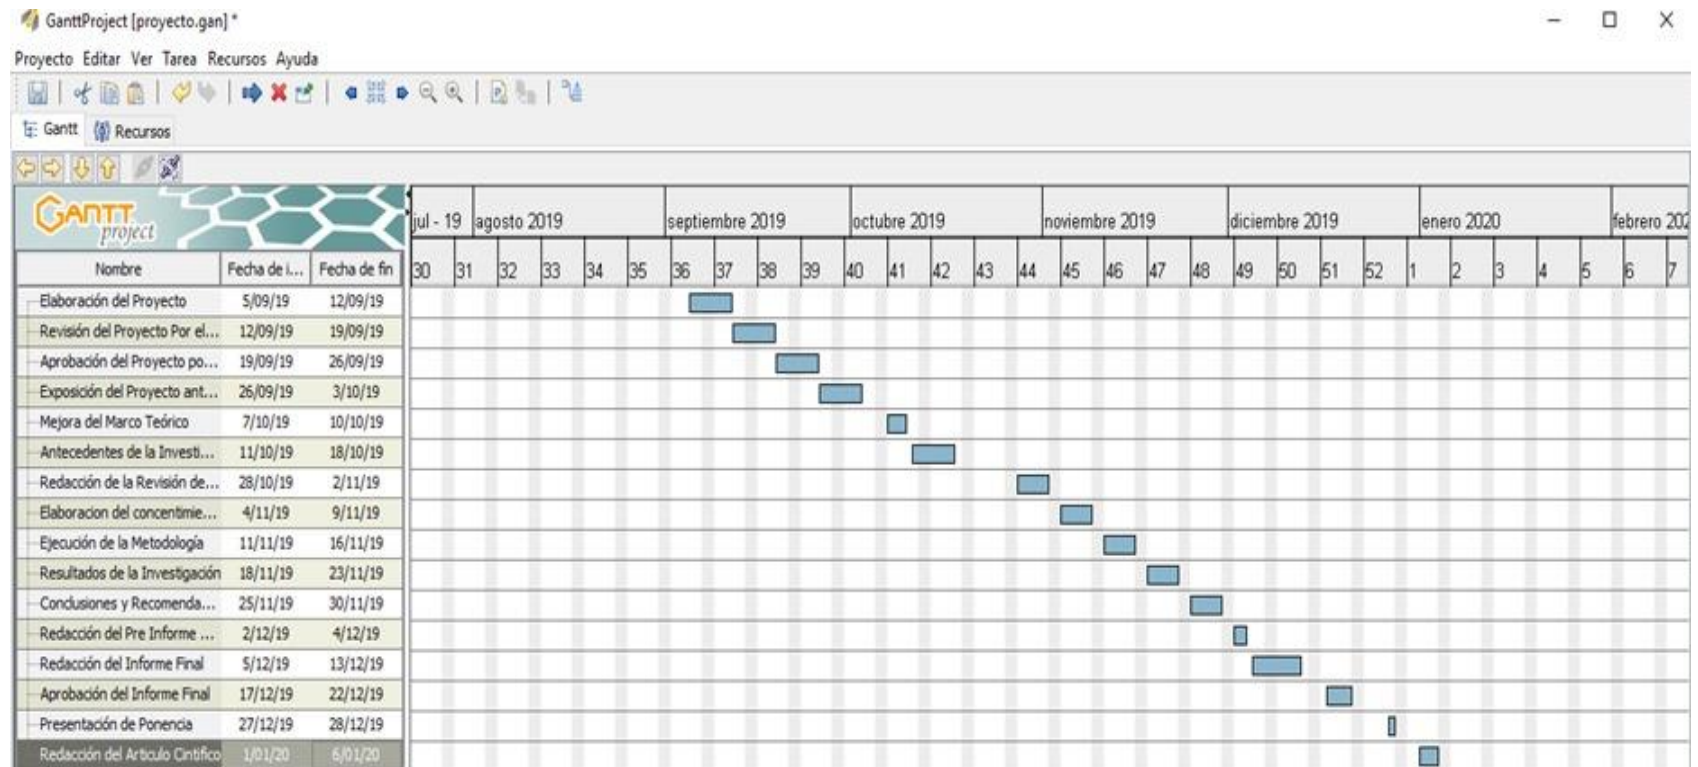 GanttProject [proyecto.gan] *
Proyecto Editar Ver Tarea Recursos Ayuda
Gantt Recursos
GANTT project
jul - 19 agosto 2019 septiembre 2019 octubre 2019 noviembre 2019 diciembre 2019 enero 2020 febrero 202
Nombre Fecha de i... Fecha de fin 30 31 32 33 34 35 36 37 38 39 40 41 42 43 44 45 46 47 48 49 50 51 52 1 2 3 4 5 6 7
Elaboración del Proyecto 5/09/19 12/09/19
Revisión del Proyecto Por el... 12/09/19 19/09/19
Aprobación del Proyecto po... 19/09/19 26/09/19
Exposición del Proyecto ant... 26/09/19 3/10/19
Mejora del Marco Teórico 7/10/19 10/10/19
Antecedentes de la Investi... 11/10/19 18/10/19
Redacción de la Revisión de... 28/10/19 2/11/19
Elaboracion del concentimie... 4/11/19 9/11/19
Ejecución de la Metodología 11/11/19 16/11/19
Resultados de la Investigación 18/11/19 23/11/19
Conclusiones y Recomenda... 25/11/19 30/11/19
Redacción del Pre Informe ... 2/12/19 4/12/19
Redacción del Informe Final 5/12/19 13/12/19
Aprobación del Informe Final 17/12/19 22/12/19
Presentación de Ponencia 27/12/19 28/12/19
Redacción del Articulo Cintifico 1/01/20 6/01/20